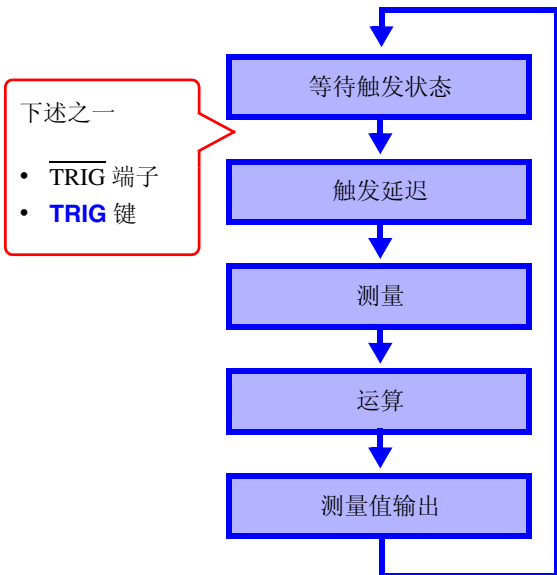 等待触发状态
下述之一
• TRIG 端子
• TRIG 键
触发延迟
测量
运算
测量值输出